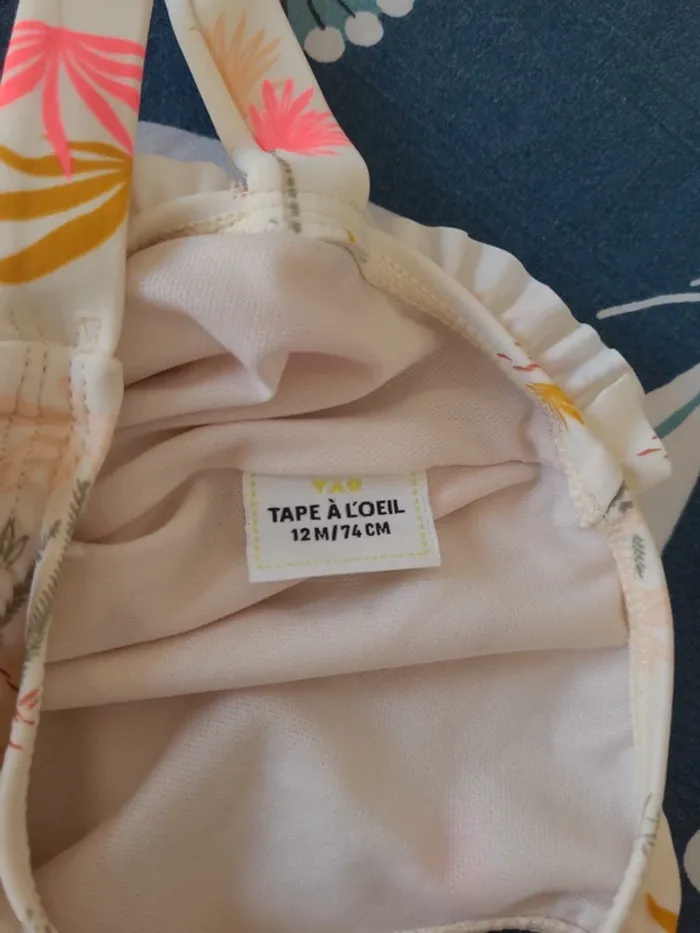 TAPE À L'OEIL
12 M/74 CM